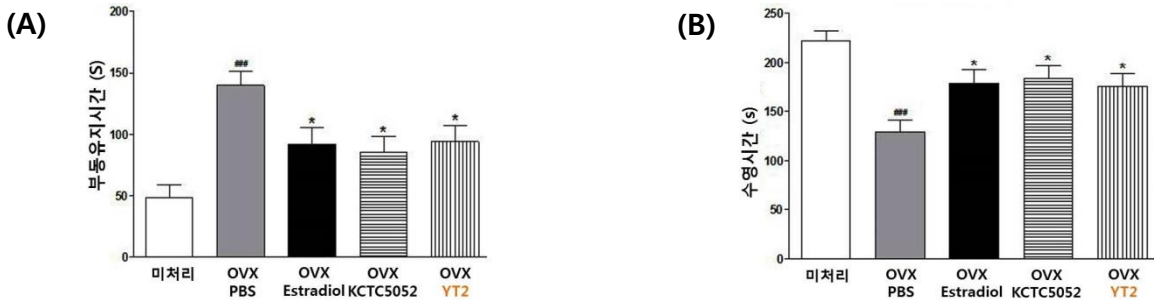 (A)
200
150
100
50
0
부동유지시간 (S)
###
*
*
*
미처리
OVX
PBS
OVX
Estradiol
OVX
KCTC5052
OVX
YT2
(B)
250
200
150
100
50
0
수영시간 (s)
###
*
*
*
미처리
OVX
PBS
OVX
Estradiol
OVX
KCTC5052
OVX
YT2